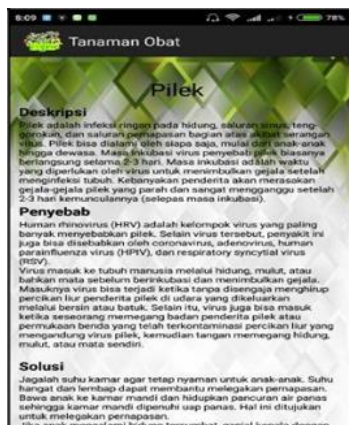 6:09
78%
Tanaman Obat
Pilek
Deskripsi
Pilek adalah infeksi ringan pada hidung, saluran sinus, teng-
gorokan, dan saluran pernapasan bagian atas akibat serangan
virus. Pilek bisa dialami oleh siapa saja, mulai dari anak-anak
hingga dewasa. Masa inkubasi virus penyebab pilek biasanya
berlangsung selama 2-3 hari. Masa inkubasi adalah waktu
yang diperlukan oleh virus untuk menimbulkan gejala setelah
menginfeksi tubuh. Kebanyakan penderita akan merasakan
gejala-gejala pilek yang parah dan sangat mengganggu setelah
2-3 hari kemunculannya (selepas masa inkubasi).
Penyebab
Human rhinovirus (HRV) adalah kelompok virus yang paling
banyak menyebabkan pilek. Selain virus tersebut, penyakit ini
juga bisa disebabkan oleh coronavirus, adenovirus, human
parainfluenza virus (HPIV), dan respiratory syncytial virus
(RSV).
Virus masuk ke tubuh manusia melalui hidung, mulut, atau
bahkan mata sebelum berinkubasi dan menimbulkan gejala.
Masuknya virus bisa terjadi ketika tanpa disengaja menghirup
percikan liur penderita pilek di udara yang dikeluarkan
melalui bersin atau batuk. Selain itu, virus juga bisa masuk
ketika seseorang memegang badan penderita pilek atau
permukaan benda yang telah terkontaminasi percikan liur yang
mengandung virus pilek, kemudian tangan memegang hidung,
mulut, atau mata sendiri.
Solusi
Jagalah suhu kamar agar tetap nyaman untuk anak-anak. Suhu
hangat dan lembap dapat membantu melegakan pernapasan.
Bawa anak ke kamar mandi dan hidupkan pancuran air panas
sehingga kamar mandi dipenuhi uap panas. Hal ini ditujukan
untuk melegakan pernapasan.
Jika anak mengalami hidung tersumbat, ganjal kepala dengan